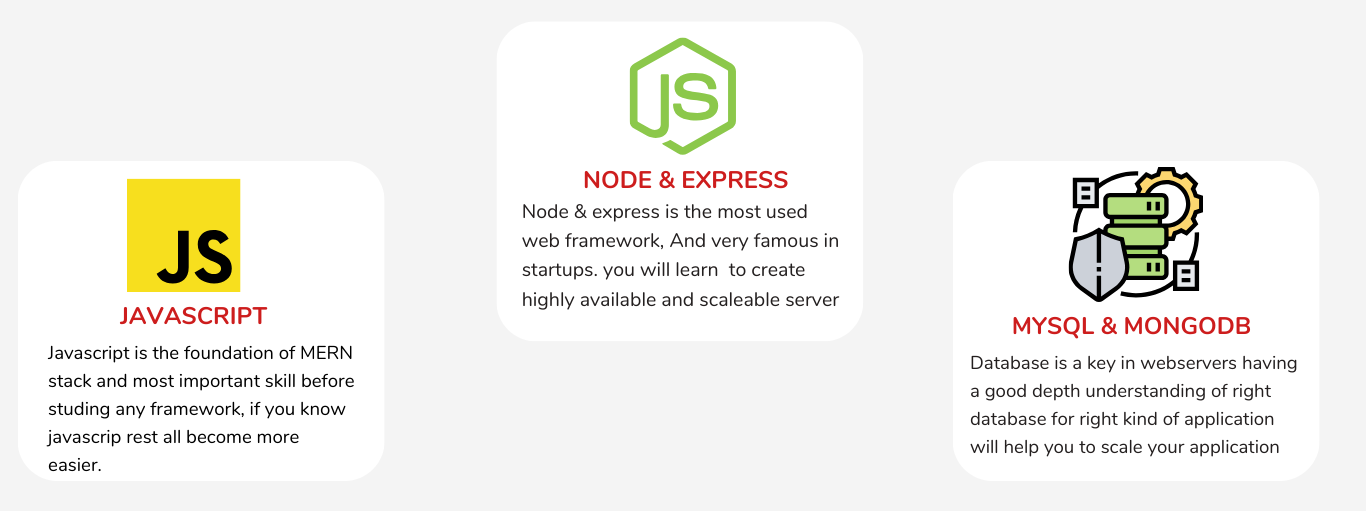 JS
JAVASCRIPT
Javascript is the foundation of MERN
stack and most important skill before
studing any framework, if you know
javascrip rest all become more
easier.
JS
NODE & EXPRESS
Node & express is the most used
web framework, And very famous in
startups. you will learn  to create
highly available and scaleable server
MYSQL & MONGODB
Database is a key in webservers having
a good depth understanding of right
database for right kind of application
will help you to scale your application